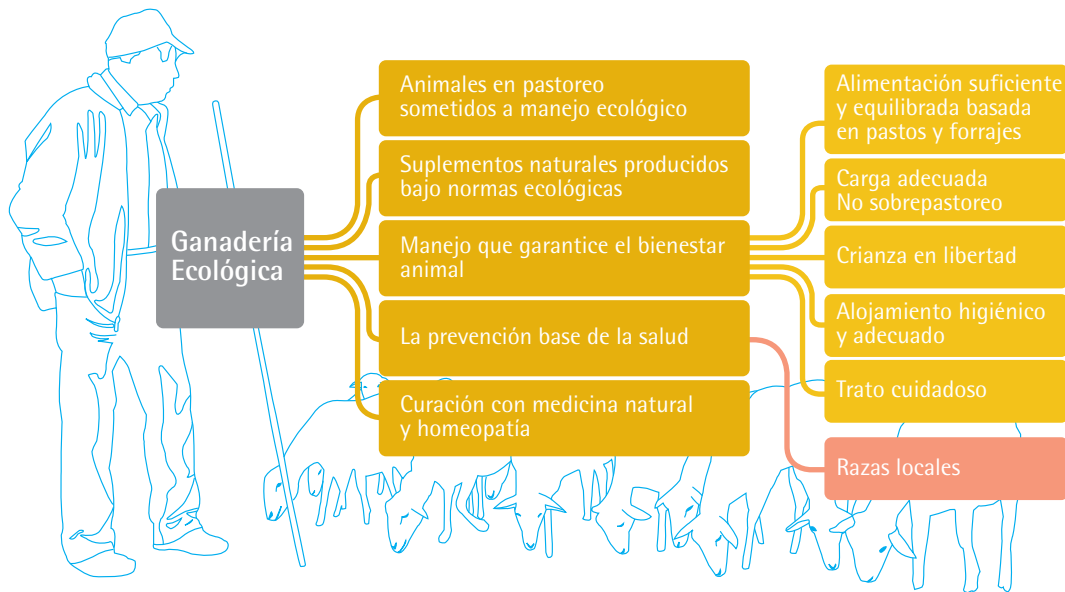 Ganadería
Ecológica
Animales en pastoreo
sometidos a manejo ecológico
Suplementos naturales producidos
bajo normas ecológicas
Manejo que garantice el bienestar
animal
La prevención base de la salud
Curación con medicina natural
y homeopatía
Alimentación suficiente
y equilibrada basada
en pastos y forrajes
Carga adecuada
No sobrepastoreo
Crianza en libertad
Alojamiento higiénico
y adecuado
Trato cuidadoso
Razas locales